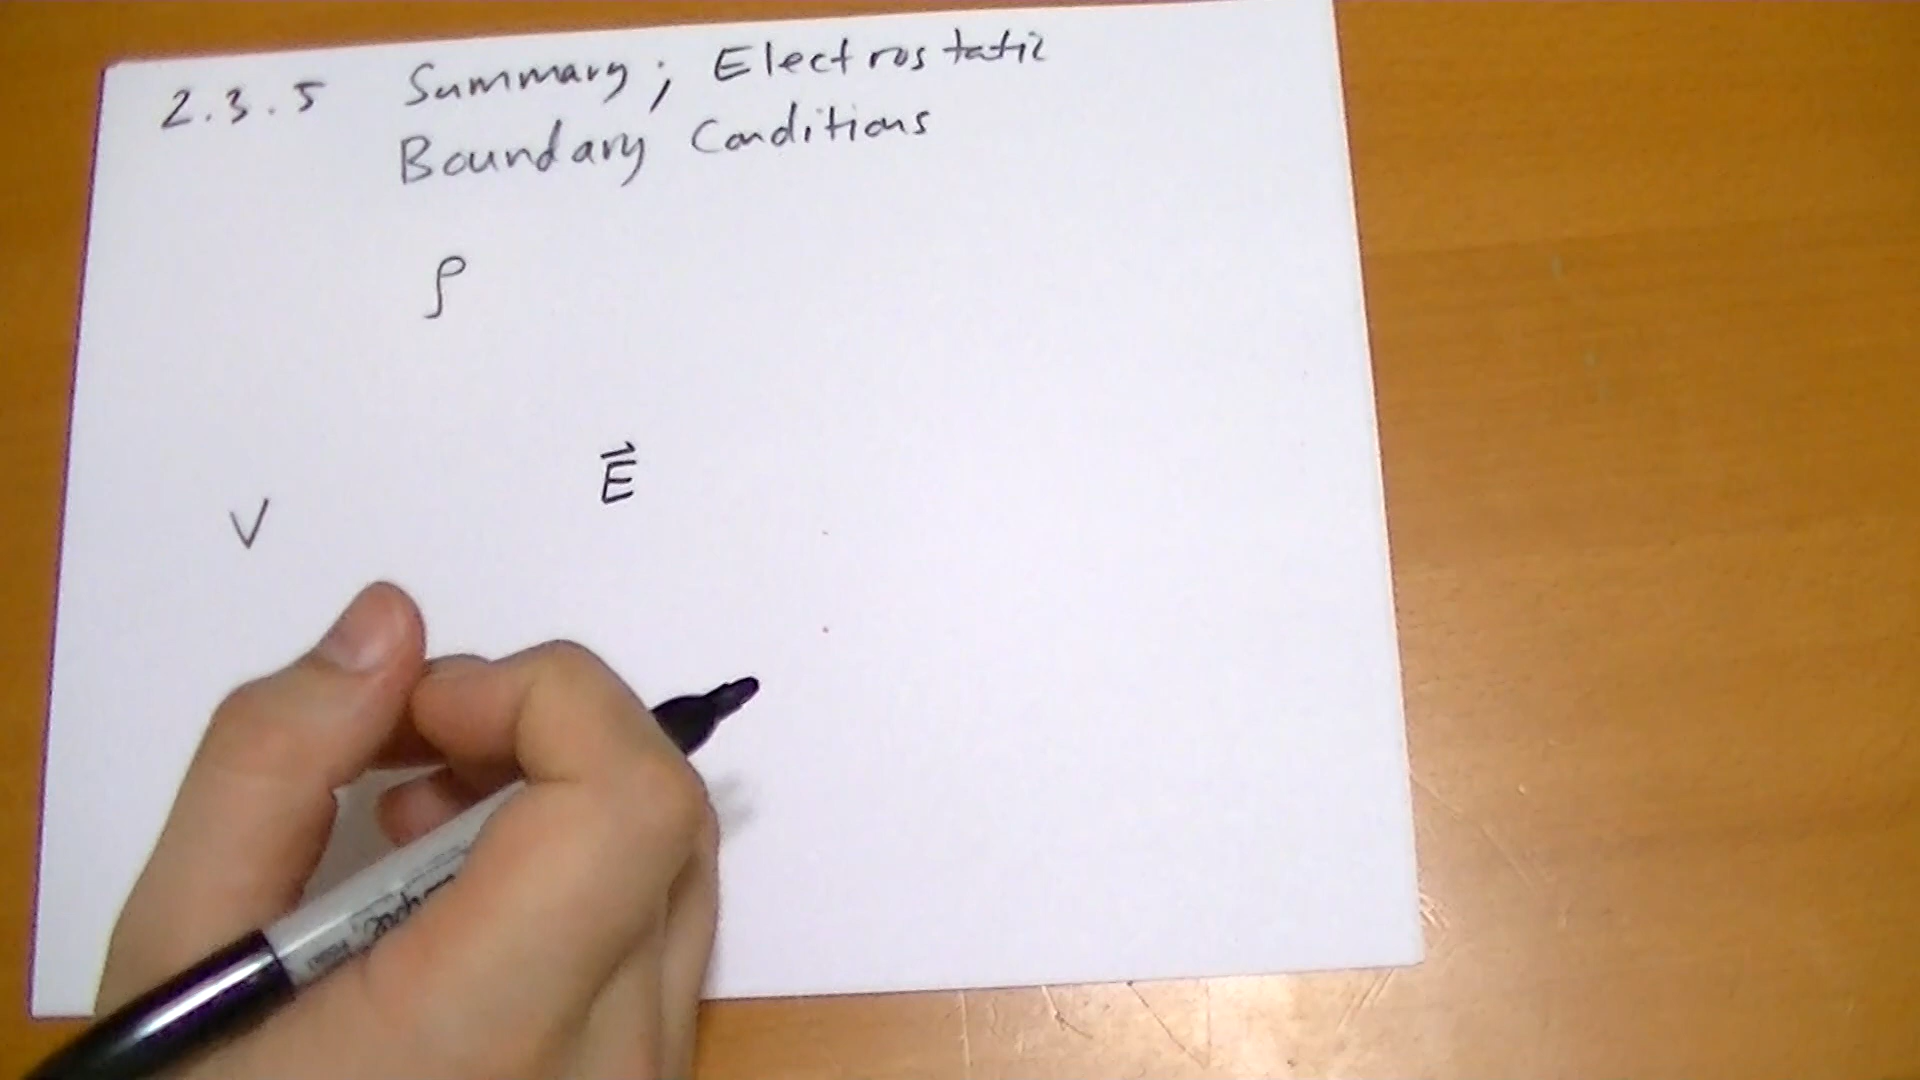 2.3.5 Summary; Electrostatic
Boundary Conditions
ρ
E⃗
V